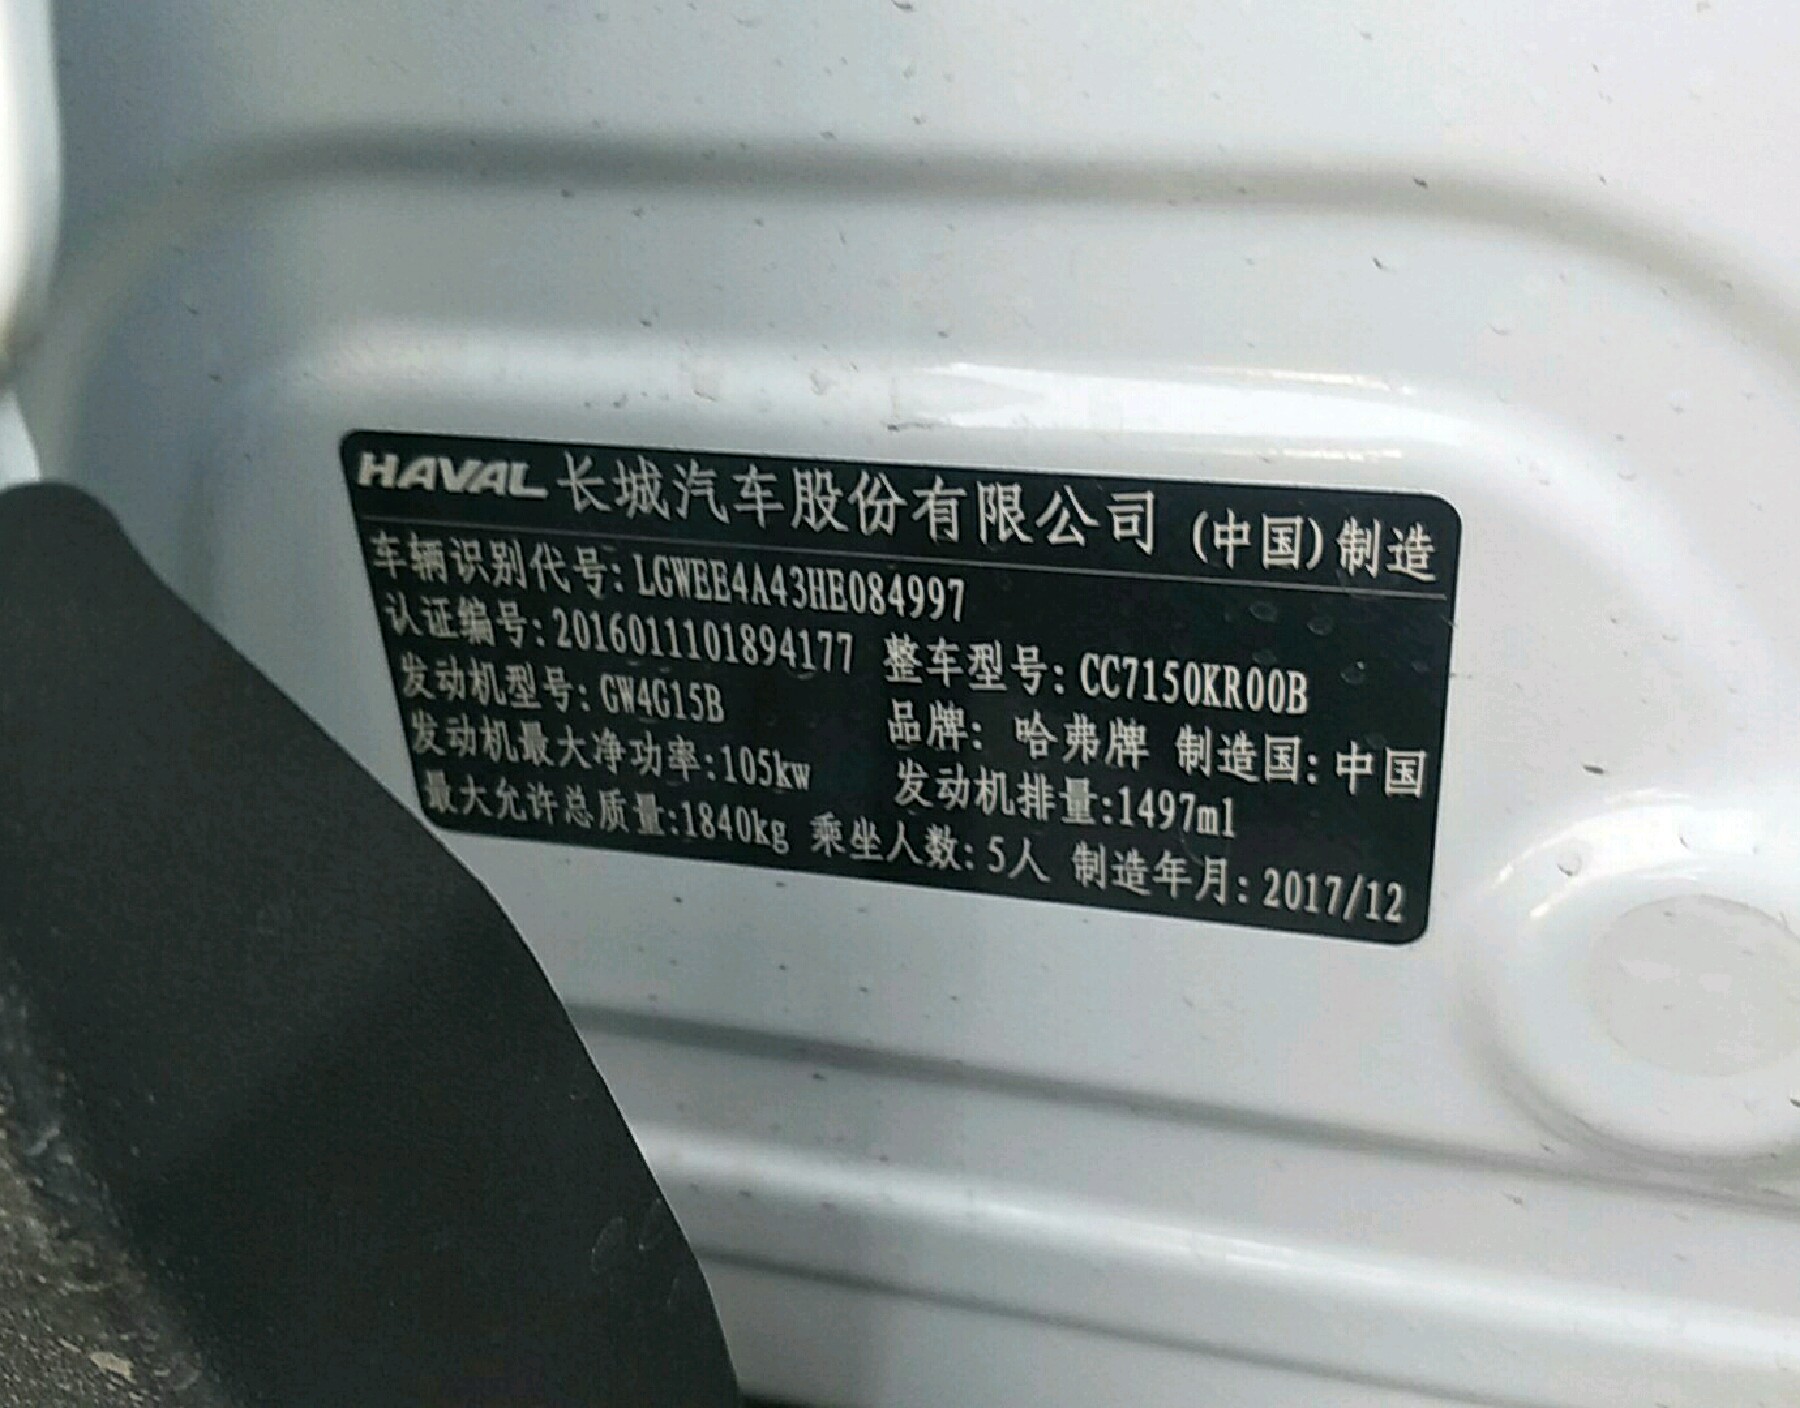 HAVAL 长城汽车股份有限公司 (中国)制造
车辆识别代号: LGWEE4A43HE084997
认证编号: 2016011101894177 整车型号: CC7150KR00B
发动机型号: GW4G15B 品牌: 哈弗牌 制造国: 中国
发动机最大净功率:105kw 发动机排量:1497ml
最大允许总质量:1840kg 乘坐人数: 5人 制造年月: 2017/12